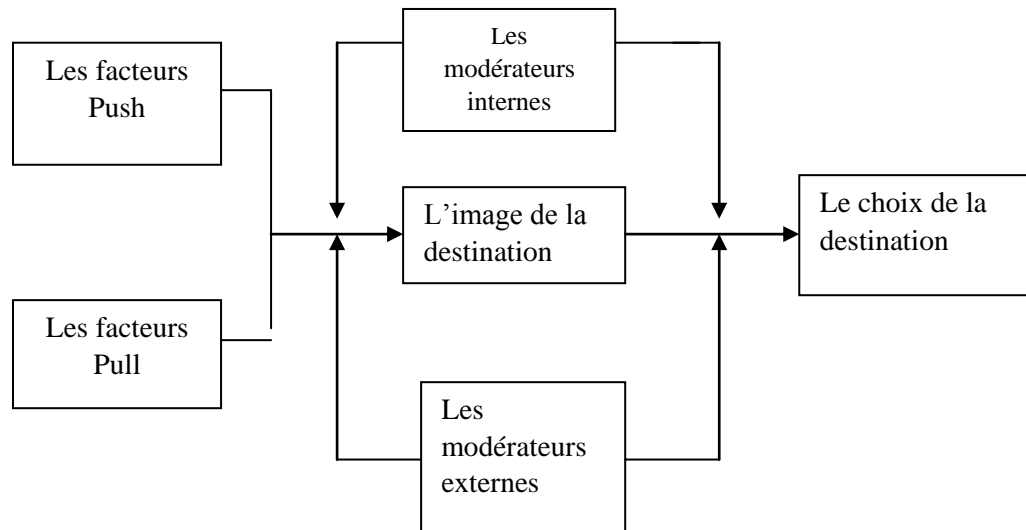 Les facteurs
Push
Les
modérateurs
internes
L’image de la
destination
Le choix de la
destination
Les facteurs
Pull
Les
modérateurs
externes